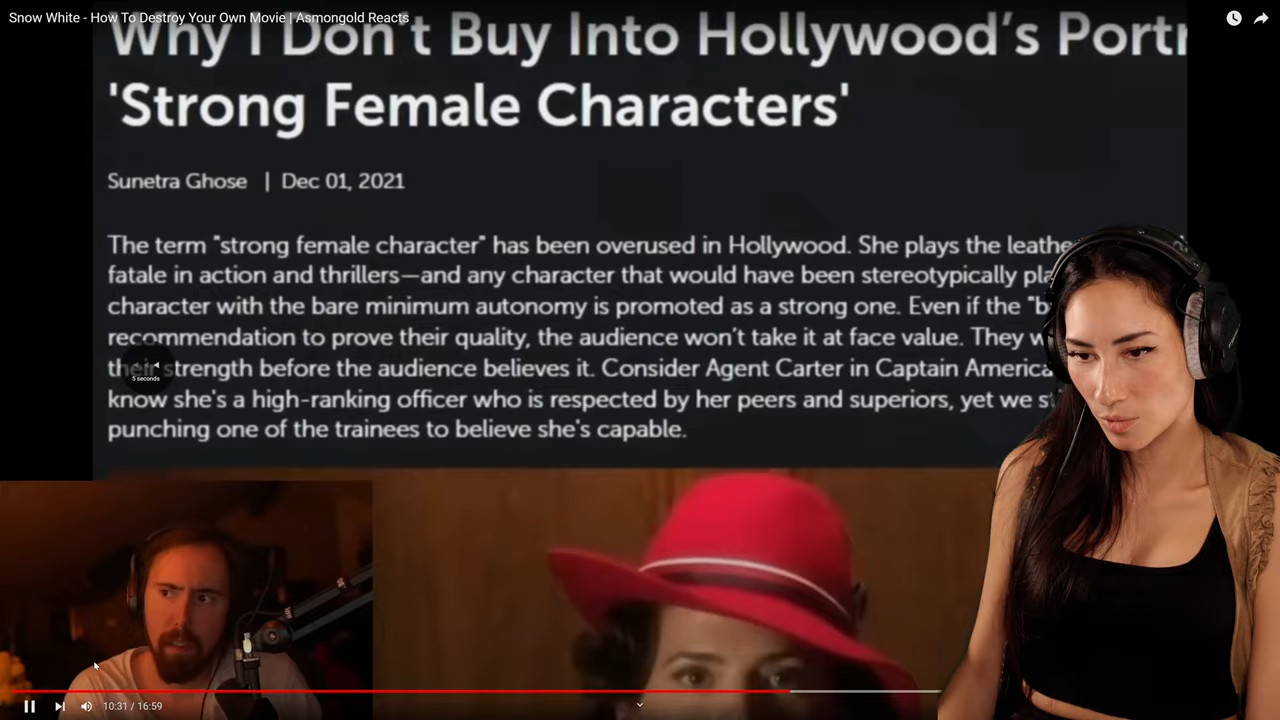 Snow White - How To Destroy Your Own Movie | Asmongold Reacts
Why I Don't Buy Into Hollywood's
'Strong Female Characters'
Sunetra Ghose | Dec 01, 2021
The term "strong female character" has been overused in Hollywood. She plays the
fatale in action and thrillers—and any character that would have been stereotypically
character with the bare minimum autonomy is promoted as a strong one. Even if the
recommendation to prove their quality, the audience won't take it at face value. They
their strength before the audience believes it. Consider Agent Carter in Captain America
know she's a high-ranking officer who is respected by her peers and superiors, yet we
punching one of the trainees to believe she's capable.
5 seconds
10:31 / 16:59